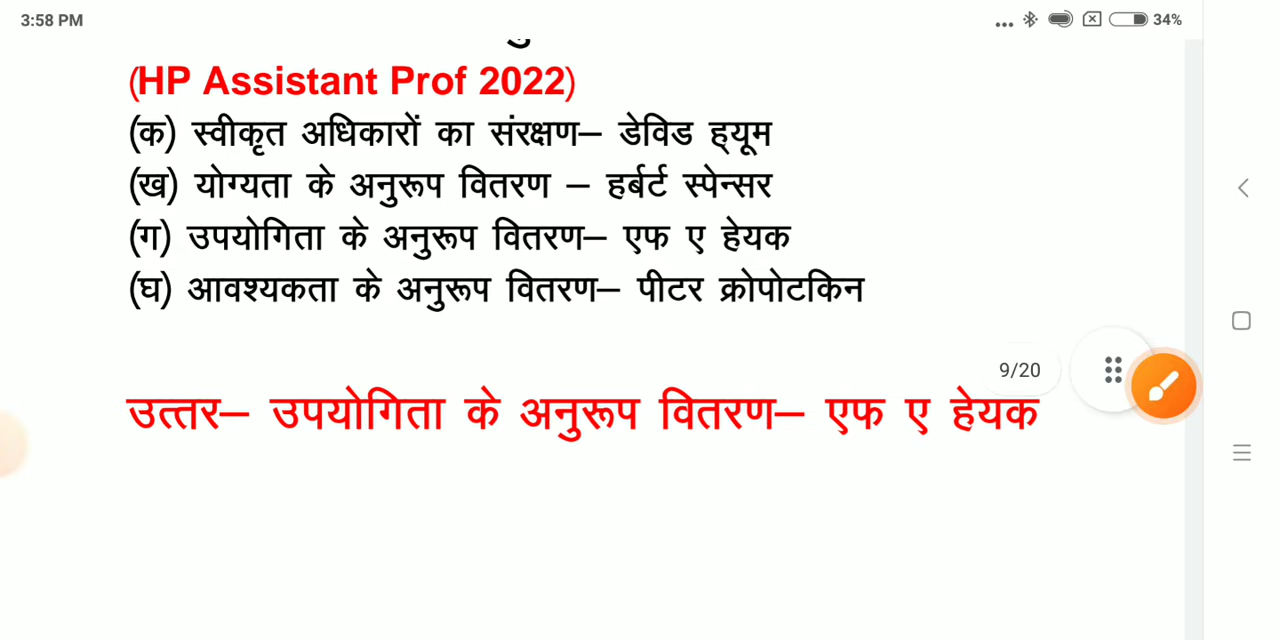 3:58 PM
34%
(HP Assistant Prof 2022)
(क) स्वीकृत अधिकारों का संरक्षण– डेविड ह्यूम
(ख) योग्यता के अनुरूप वितरण – हर्बर्ट स्पेन्सर
(ग) उपयोगिता के अनुरूप वितरण– एफ ए हेयक
(घ) आवश्यकता के अनुरूप वितरण– पीटर क्रोपोटकिन
9/20
उत्तर– उपयोगिता के अनुरूप वितरण– एफ ए हेयक